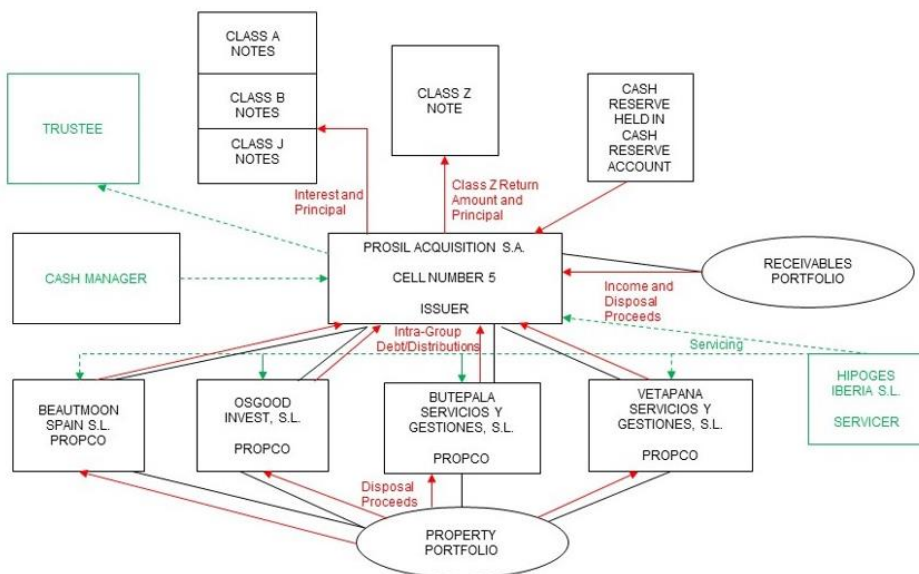 CLASS A
NOTES
CLASS B
NOTES
CLASS J
NOTES
CLASS Z
NOTE
CASH
RESERVE
HELD IN
CASH
RESERVE
ACCOUNT
TRUSTEE
Interest and
Principal
Class Z Return
Amount and
Principal
CASH MANAGER
PROSIL ACQUISITION S.A.
CELL NUMBER 5
ISSUER
RECEIVABLES
PORTFOLIO
Income and
Disposal
Proceeds
Intra-Group
Debt/Distributions
Servicing
BEAUTMOON
SPAIN S.L.
PROPCO
OSGOOD
INVEST, S.L.
PROPCO
BUTEPALA
SERVICIOS Y
GESTIONES, S.L.
PROPCO
VETAPANA
SERVICIOS Y
GESTIONES, S.L.
PROPCO
HIPOGES
IBERIA S.L.
SERVICER
Disposal
Proceeds
PROPERTY
PORTFOLIO